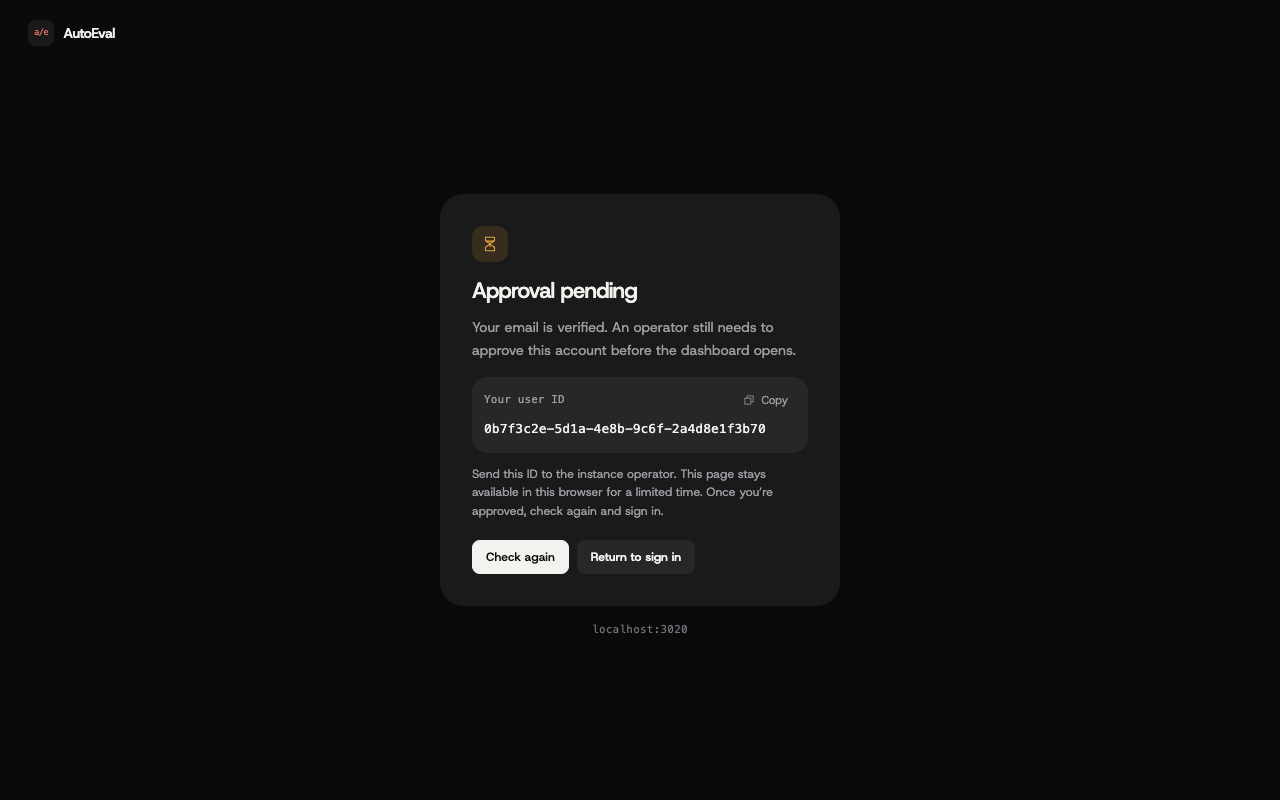 a/e AutoEval
Approval pending
Your email is verified. An operator still needs to
approve this account before the dashboard opens.
Your user ID
Copy
0b7f3c2e-5d1a-4e8b-9c6f-2a4d8e1f3b70
Send this ID to the instance operator. This page stays
available in this browser for a limited time. Once you’re
approved, check again and sign in.
Check again
Return to sign in
localhost:3020